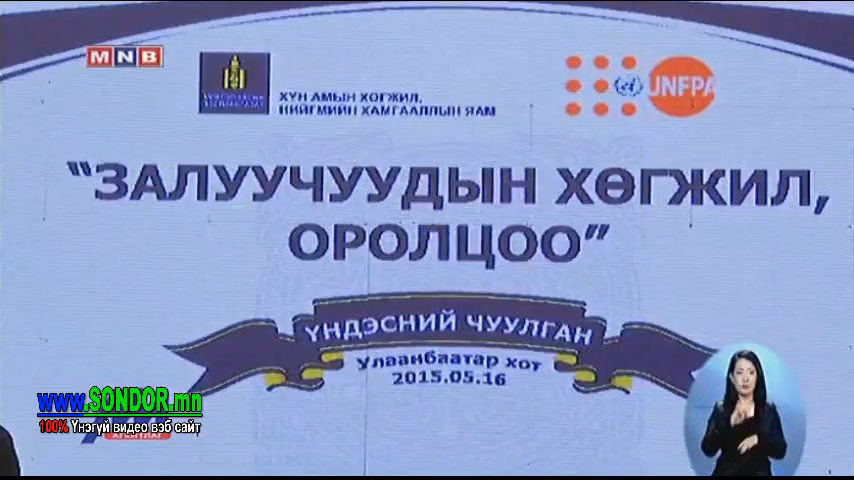 MNB
ХҮН АМЫН ХӨГЖИЛ,
НИЙГМИЙН ХАМГААЛЛЫН ЯАМ
UNFPA
"ЗАЛУУЧУУДЫН ХӨГЖИЛ,
ОРОЛЦОО"
ҮНДЭСНИЙ ЧУУЛГАН
Улаанбаатар хот
2015.05.16
www.SONDOR.mn
100% Үнэгүй видео вэб сайт